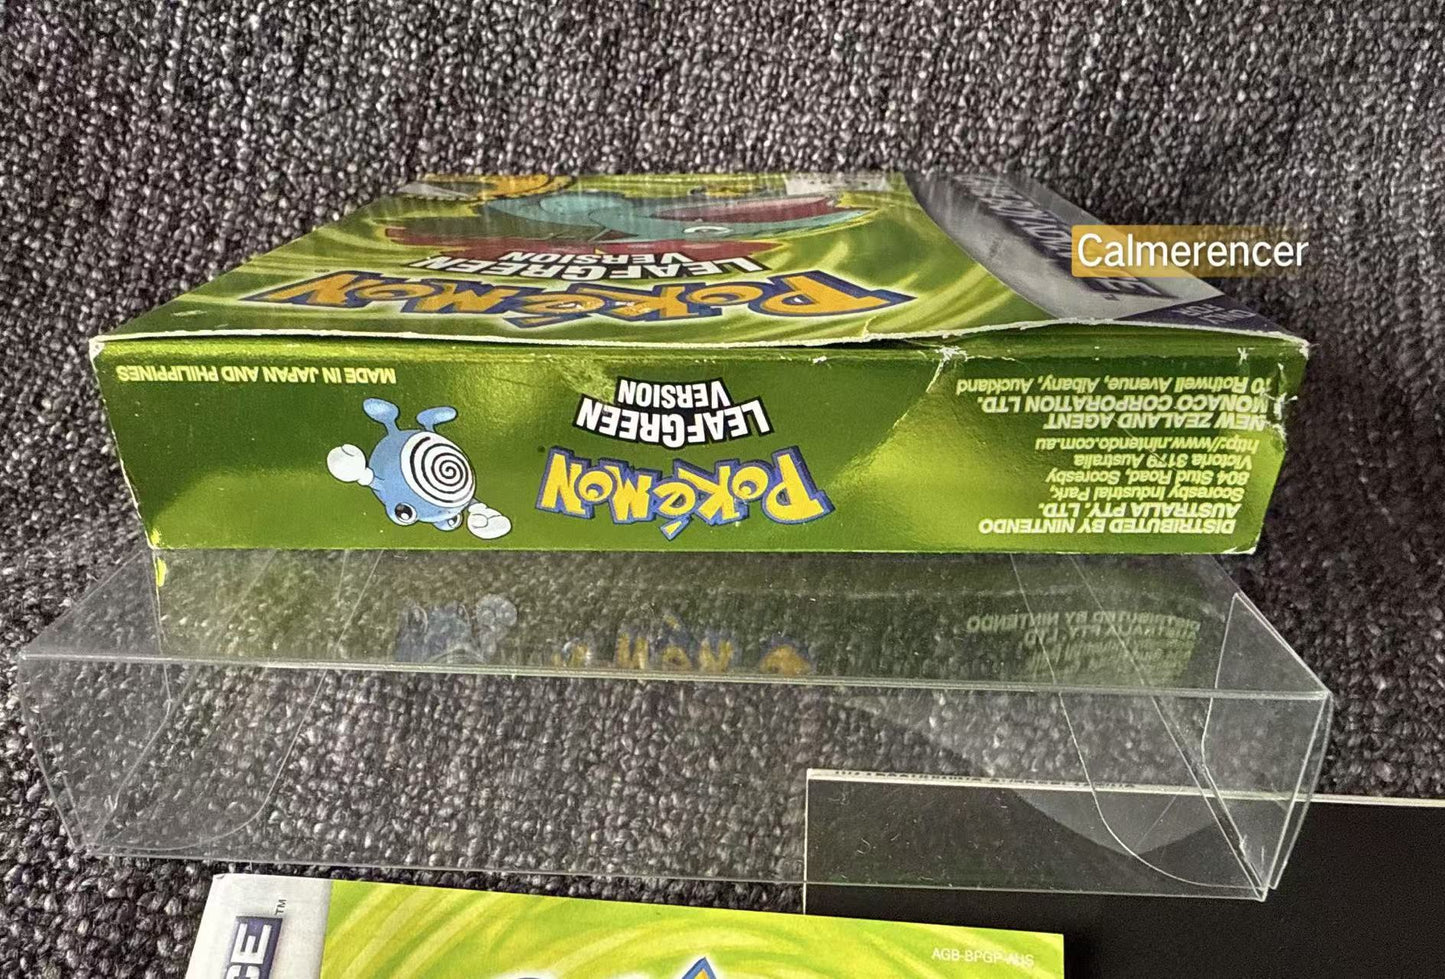 Calmerencer
POKéMON
LEAFGREEN
VERSION
POKéMON
LEAFGREEN
VERSION
MADE IN JAPAN AND PHILIPPINES
DISTRIBUTED BY NINTENDO
AUSTRALIA PTY. LTD.
Scoresby Industrial Park,
804 Stud Road, Scoresby
Victoria 3179 Australia
http://www.nintendo.com.au
NEW ZEALAND AGENT
MONACO CORPORATION LTD.
10 Rothwell Avenue, Albany, Auckland
CE™
AGB-BPGP-AUS